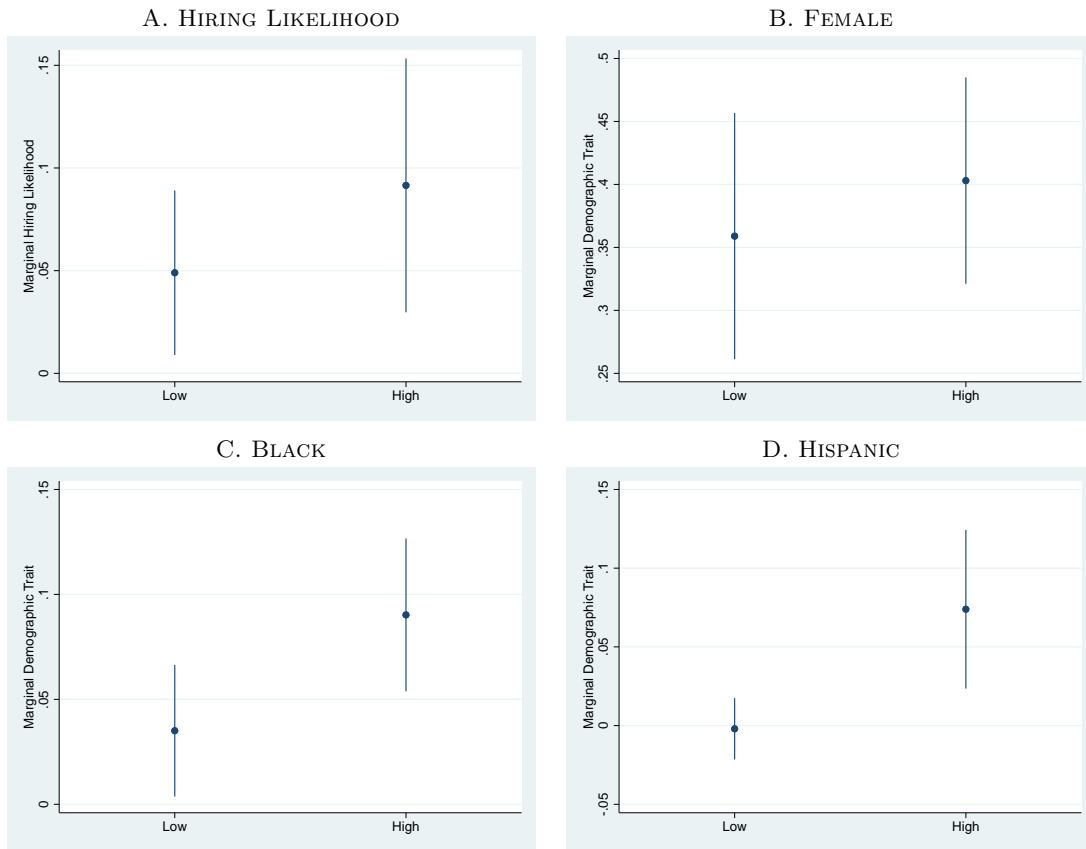 A. Hiring Likelihood
Marginal Hiring Likelihood
.15
.1
.05
0
Low High
B. Female
Marginal Demographic Trait
.5
.45
.4
.35
.3
.25
Low High
C. Black
Marginal Demographic Trait
.15
.1
.05
0
Low High
D. Hispanic
Marginal Demographic Trait
.15
.1
.05
0
-.05
Low High